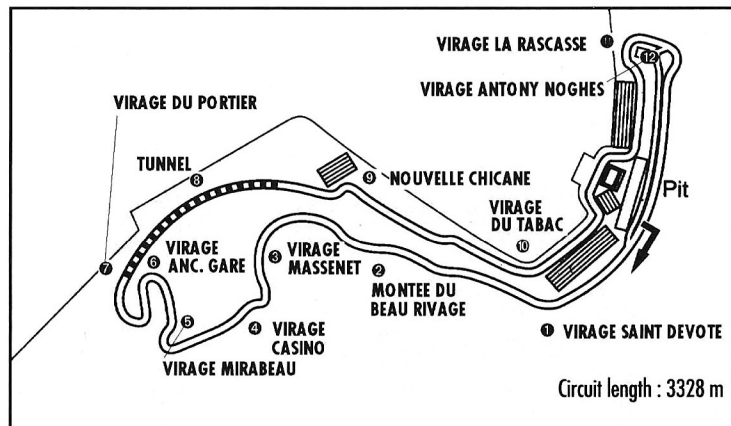 VIRAGE LA RASCASSE
11
12
VIRAGE ANTONY NOGHES
VIRAGE DU PORTIER
TUNNEL
8
9 NOUVELLE CHICANE
Pit
VIRAGE
DU TABAC
10
7
6 VIRAGE
ANC. GARE
3 VIRAGE
MASSENET
2
MONTEE DU
BEAU RIVAGE
5
4 VIRAGE
CASINO
VIRAGE MIRABEAU
1 VIRAGE SAINT DEVOTE
Circuit length : 3328 m